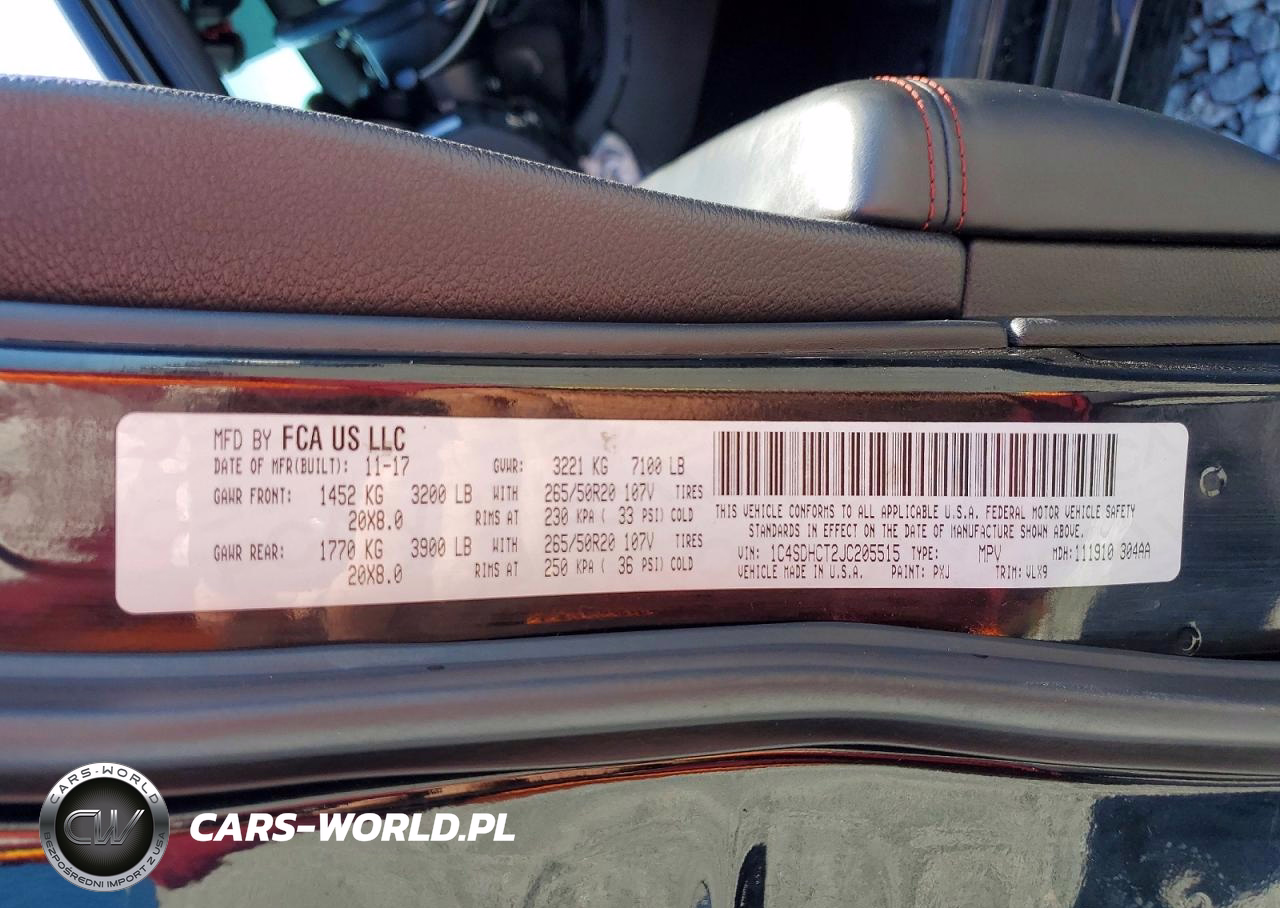 MFD BY FCA US LLC
DATE OF MFR(BUILT): 11-17 GVWR: 3221 KG 7100 LB
GAWR FRONT: 1452 KG 3200 LB WITH 265/50R20 107V TIRES
20X8.0 RIMS AT 230 KPA ( 33 PSI) COLD
GAWR REAR: 1770 KG 3900 LB WITH 265/50R20 107V TIRES
20X8.0 RIMS AT 250 KPA ( 36 PSI) COLD
THIS VEHICLE CONFORMS TO ALL APPLICABLE U.S.A. FEDERAL MOTOR VEHICLE SAFETY
STANDARDS IN EFFECT ON THE DATE OF MANUFACTURE SHOWN ABOVE.
VIN: 1C4SDHCT2JC205515 TYPE: MPV MDH:111910 304AA
VEHICLE MADE IN U.S.A. PAINT: PXJ TRIM: VLX9
CARS-WORLD
CW
BEZPOŚREDNI IMPORT Z USA
CARS-WORLD.PL